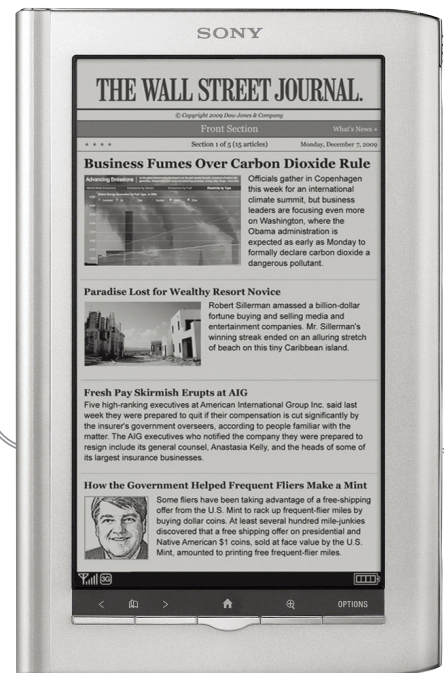 SONY
THE WALL STREET JOURNAL.
© Copyright 2009 Dow Jones & Company
Front Section
What's News »
Section 1 of 5 (15 articles)
Monday, December 7, 2009
Business Fumes Over Carbon Dioxide Rule
Advancing Emissions
Officials gather in Copenhagen
this week for an international
climate summit, but business
leaders are focusing even more
on Washington, where the
Obama administration is
expected as early as Monday to
formally declare carbon dioxide a
dangerous pollutant.
Paradise Lost for Wealthy Resort Novice
Robert Sillerman amassed a billion-dollar
fortune buying and selling media and
entertainment companies. Mr. Sillerman's
winning streak ended on an alluring stretch
of beach on this tiny Caribbean island.
Fresh Pay Skirmish Erupts at AIG
Five high-ranking executives at American International Group Inc. said last
week they were prepared to quit if their compensation is cut significantly by
the insurer's government overseers, according to people familiar with the
matter. The AIG executives who notified the company they were prepared to
resign include its general counsel, Anastasia Kelly, and the heads of some of
its largest insurance businesses.
How the Government Helped Frequent Fliers Make a Mint
Some fliers have been taking advantage of a free-shipping
offer from the U.S. Mint to rack up frequent-flier miles by
buying dollar coins. At least several hundred mile-junkies
discovered that a free shipping offer on presidential and
Native American $1 coins, sold at face value by the U.S.
Mint, amounted to printing free frequent-flier miles.
3G
OPTIONS